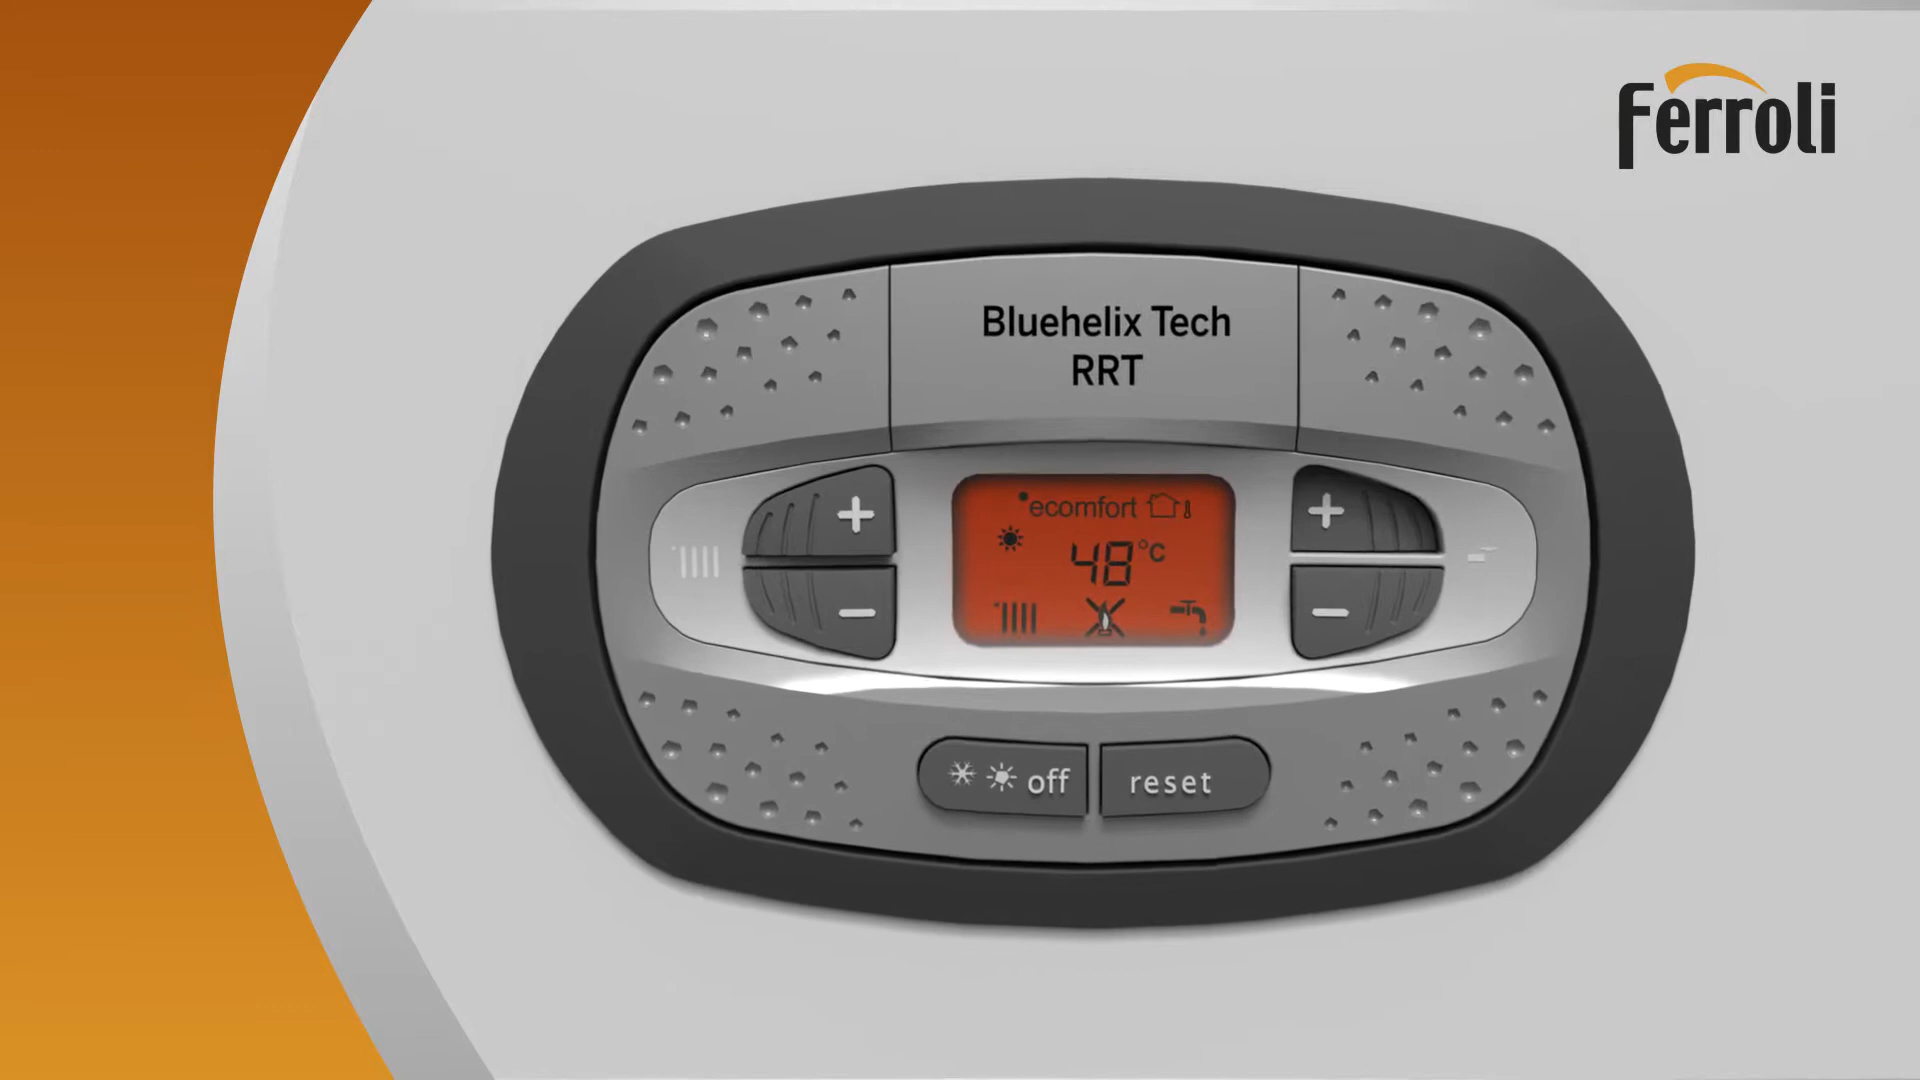 Ferroli
Bluehelix Tech
RRT
ecomfort
48°C
off
reset